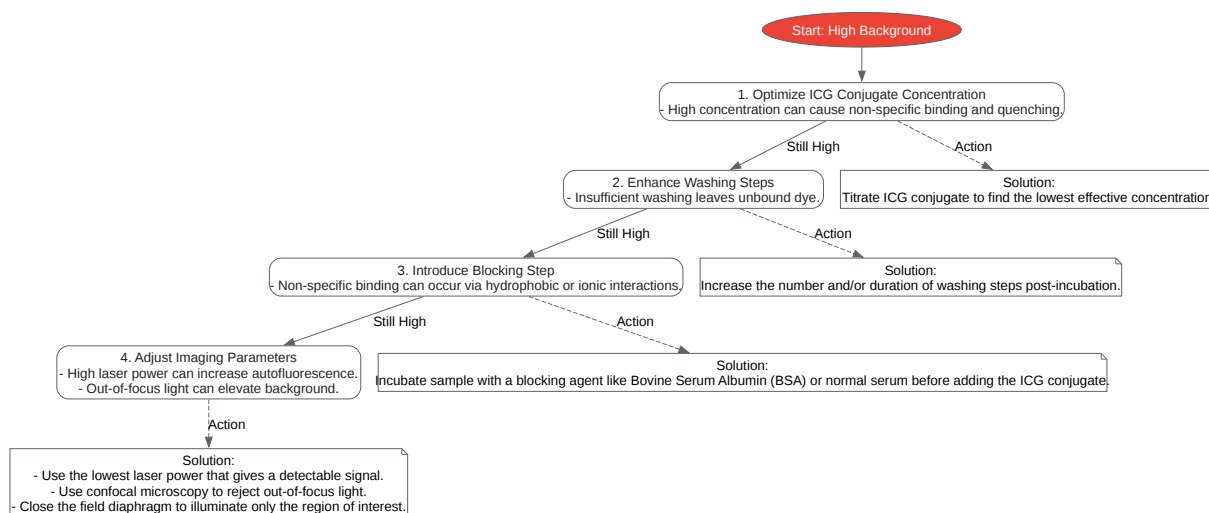 Start: High Background
1. Optimize ICG Conjugate Concentration
- High concentration can cause non-specific binding and quenching.
Still High
Action
2. Enhance Washing Steps
- Insufficient washing leaves unbound dye.
Solution:
Titrate ICG conjugate to find the lowest effective concentration
Still High
Action
3. Introduce Blocking Step
- Non-specific binding can occur via hydrophobic or ionic interactions.
Solution:
Increase the number and/or duration of washing steps post-incubation.
Still High
Action
4. Adjust Imaging Parameters
- High laser power can increase autofluorescence.
- Out-of-focus light can elevate background.
Solution:
Incubate sample with a blocking agent like Bovine Serum Albumin (BSA) or normal serum before adding the ICG conjugate.
Action
Solution:
- Use the lowest laser power that gives a detectable signal.
- Use confocal microscopy to reject out-of-focus light.
- Close the field diaphragm to illuminate only the region of interest.